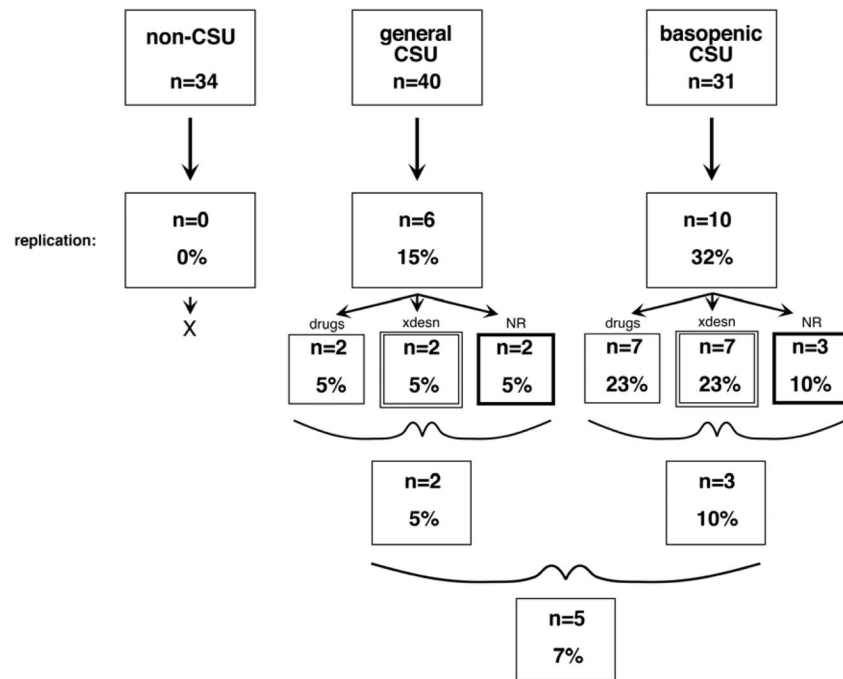 non-CSU
n=34
general
CSU
n=40
basopenic
CSU
n=31
replication:
n=0
0%
n=6
15%
n=10
32%
X
drugs
xdesn
NR
drugs
xdesn
NR
n=2
5%
n=2
5%
n=2
5%
n=7
23%
n=7
23%
n=3
10%
n=2
5%
n=3
10%
n=5
7%